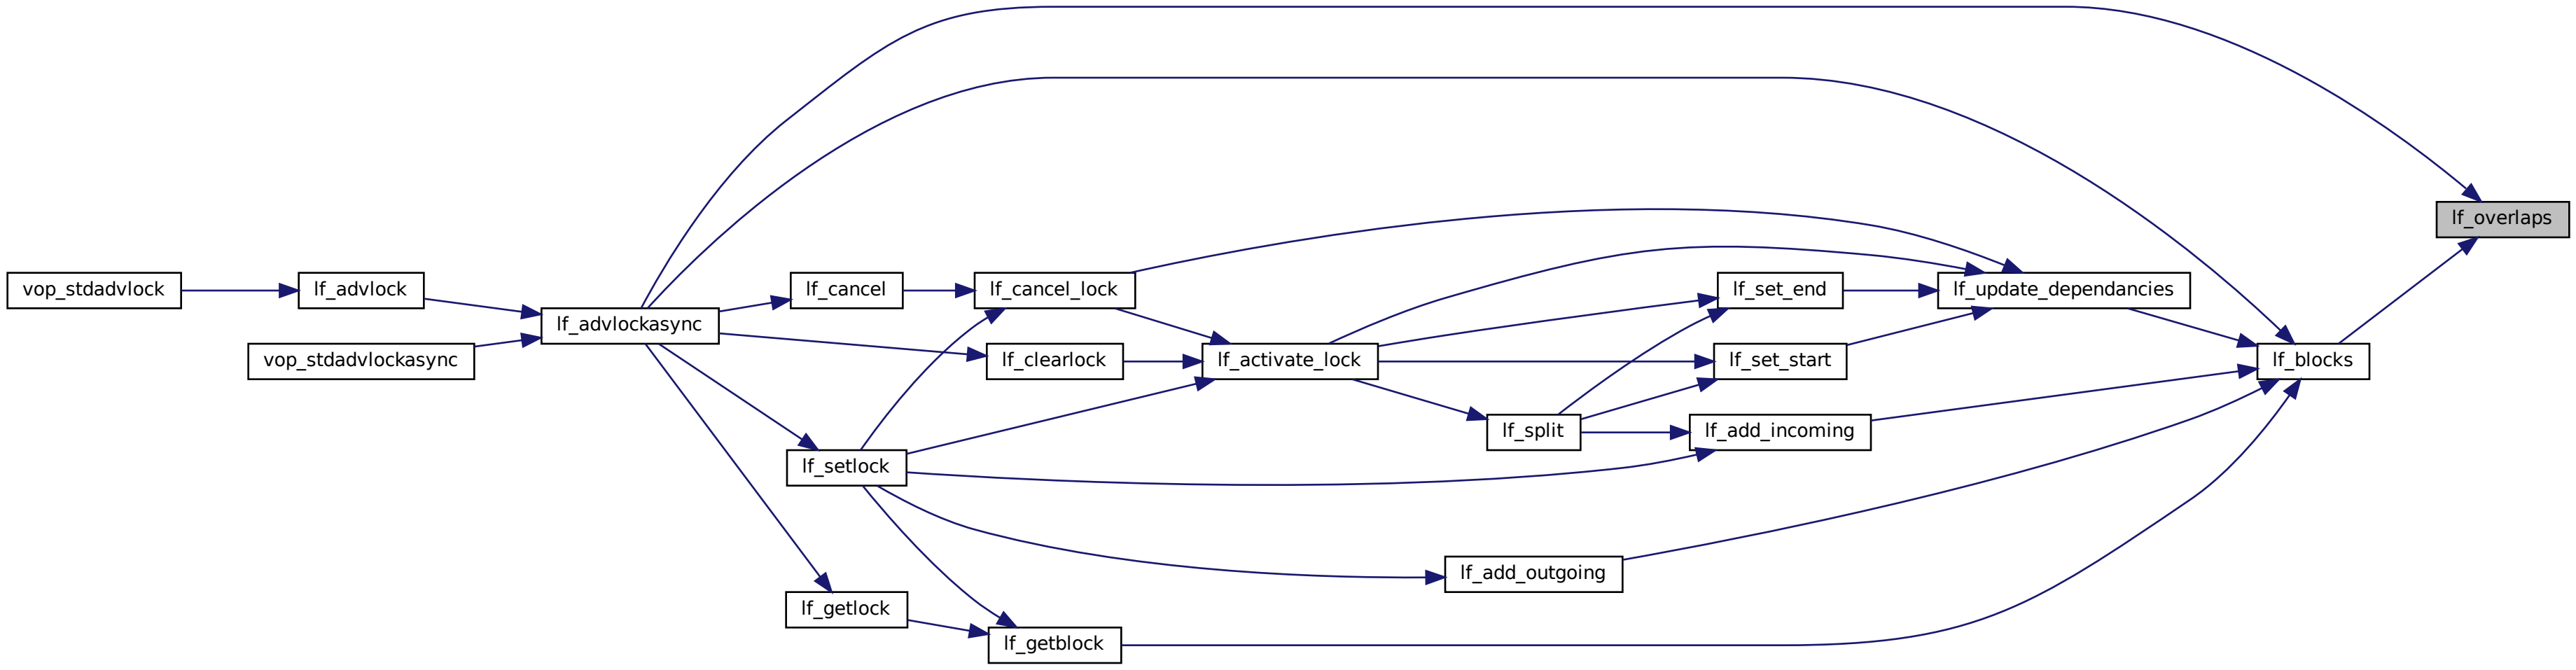 lf_overlaps
vop_stdadvlock
lf_advlock
lf_cancel
lf_cancel_lock
lf_set_end
lf_update_dependancies
lf_advlockasync
vop_stdadvlockasync
lf_clearlock
lf_activate_lock
lf_set_start
lf_blocks
lf_split
lf_add_incoming
lf_setlock
lf_add_outgoing
lf_getlock
lf_getblock